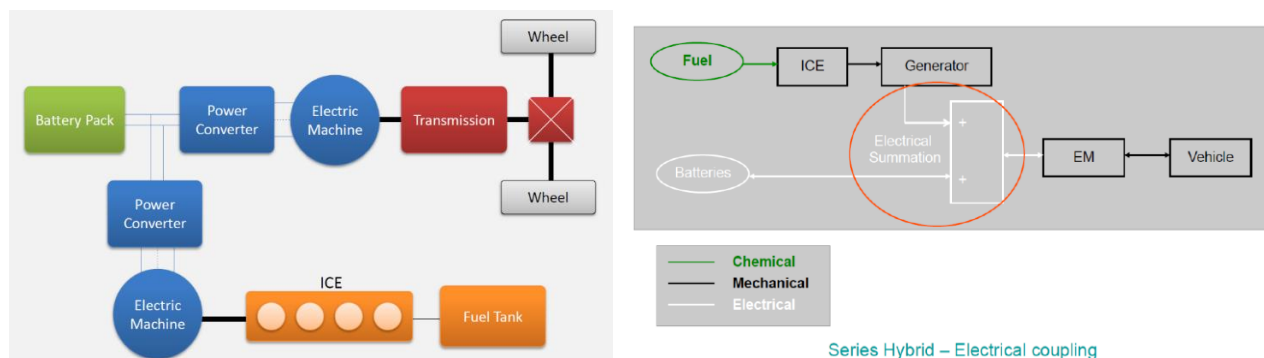 Wheel
Battery Pack
Power
Converter
Electric
Machine
Transmission
Wheel
Power
Converter
ICE
Electric
Machine
Fuel Tank
Fuel
ICE
Generator
+
Electrical
Summation
EM
Vehicle
Batteries
+
Chemical
Mechanical
Electrical
Series Hybrid – Electrical coupling